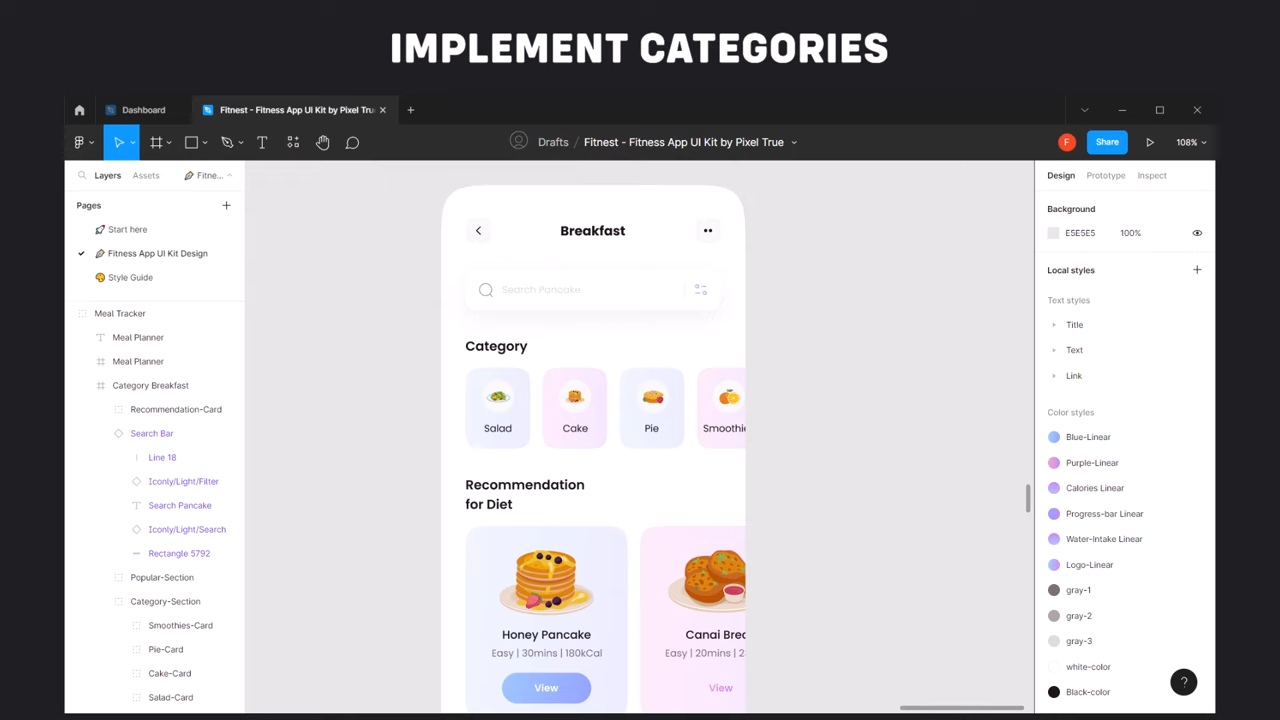 IMPLEMENT CATEGORIES
Dashboard
Fitnest - Fitness App UI Kit by Pixel Tru
Drafts / Fitnest - Fitness App UI Kit by Pixel True
F
Share
108%
Layers
Assets
Fitne...
Pages
Start here
Fitness App UI Kit Design
Style Guide
Meal Tracker
Meal Planner
Meal Planner
Category Breakfast
Recommendation-Card
Search Bar
Line 18
Iconly/Light/Filter
Search Pancake
Iconly/Light/Search
Rectangle 5792
Popular-Section
Category-Section
Smoothies-Card
Pie-Card
Cake-Card
Salad-Card
Breakfast
Search Pancake
Category
Salad
Cake
Pie
Smoothie
Recommendation
for Diet
Honey Pancake
Easy | 30mins | 180kCal
View
Canai Brea
Easy | 20mins | 23
View
Design
Prototype
Inspect
Background
E5E5E5
100%
Local styles
Text styles
Title
Text
Link
Color styles
Blue-Linear
Purple-Linear
Calories Linear
Progress-bar Linear
Water-Intake Linear
Logo-Linear
gray-1
gray-2
gray-3
white-color
Black-color
?